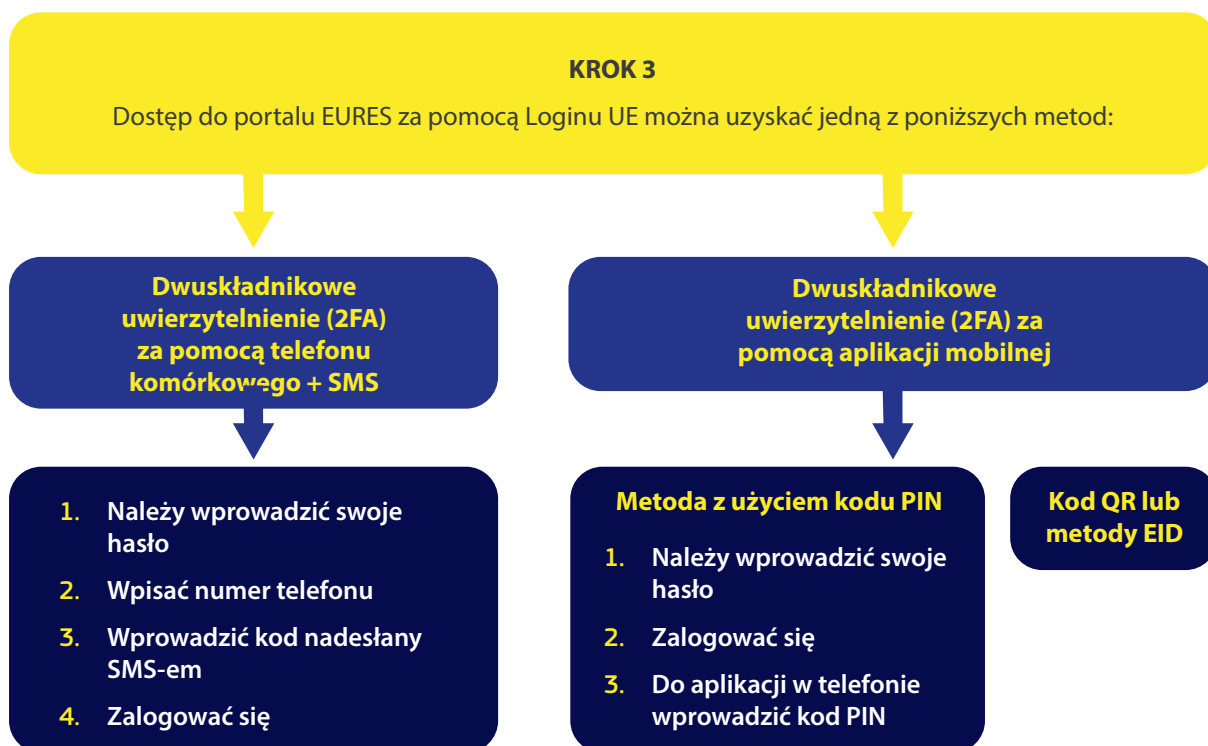 KROK 3
Dostęp do portalu EURES za pomocą Loginu UE można uzyskać jedną z poniższych metod:
Dwuskładnikowe
uwierzytelnienie (2FA)
za pomocą telefonu
komórkowego + SMS
Dwuskładnikowe
uwierzytelnienie (2FA) za
pomocą aplikacji mobilnej
1. Należy wprowadzić swoje
hasło
2. Wpisać numer telefonu
3. Wprowadzić kod nadesłany
SMS-em
4. Zalogować się
Metoda z użyciem kodu PIN
1. Należy wprowadzić swoje
hasło
2. Zalogować się
3. Do aplikacji w telefonie
wprowadzić kod PIN
Kod QR lub
metody EID